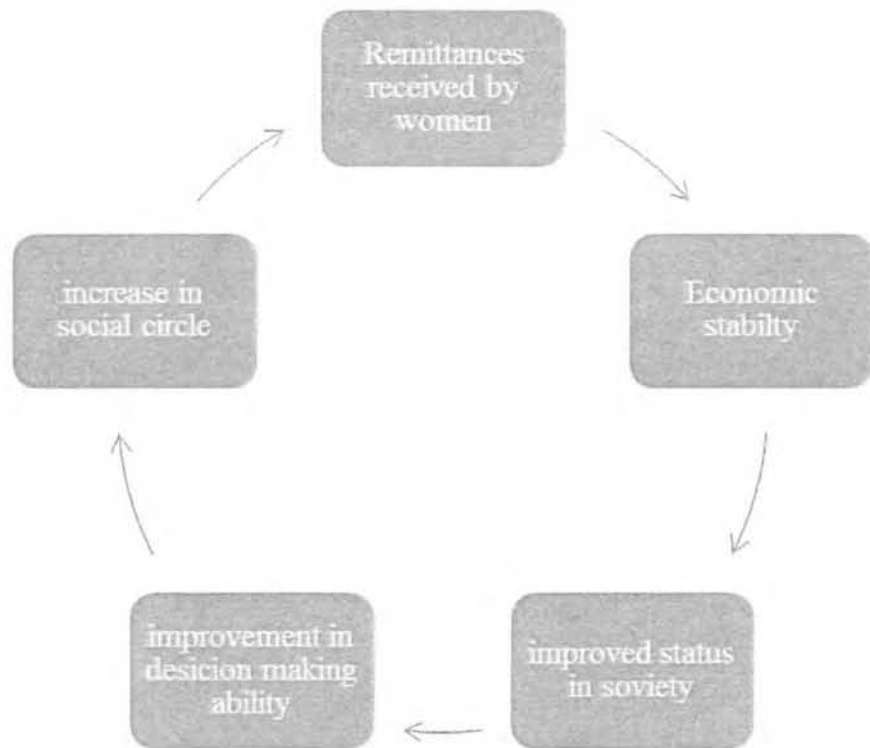 Remittances
received by
women
Economic
stabilty
improved status
in soviety
improvement in
desicion making
ability
increase in
social circle